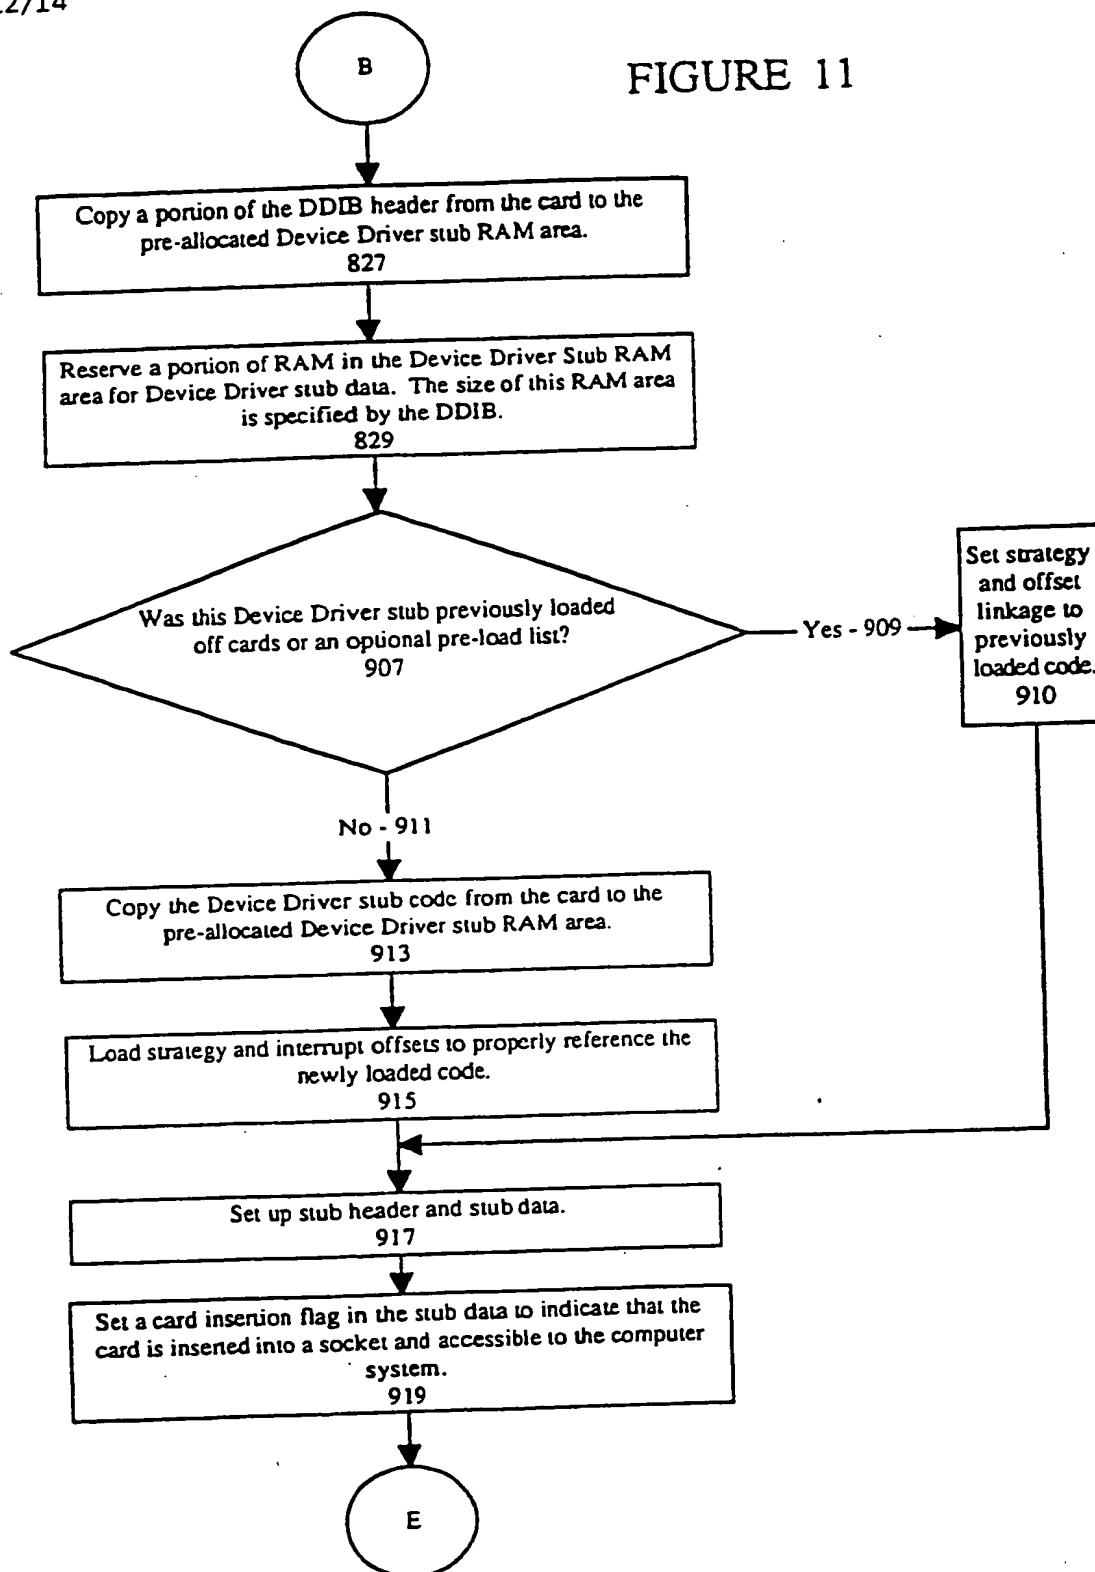 12/14
FIGURE 11
B
Copy a portion of the DDIB header from the card to the
pre-allocated Device Driver stub RAM area.
827
Reserve a portion of RAM in the Device Driver Stub RAM
area for Device Driver stub data. The size of this RAM area
is specified by the DDIB.
829
Was this Device Driver stub previously loaded
off cards or an optional pre-load list?
907
Yes - 909
Set strategy
and offset
linkage to
previously
loaded code.
910
No - 911
Copy the Device Driver stub code from the card to the
pre-allocated Device Driver stub RAM area.
913
Load strategy and interrupt offsets to properly reference the
newly loaded code.
915
Set up stub header and stub data.
917
Set a card insertion flag in the stub data to indicate that the
card is inserted into a socket and accessible to the computer
system.
919
E